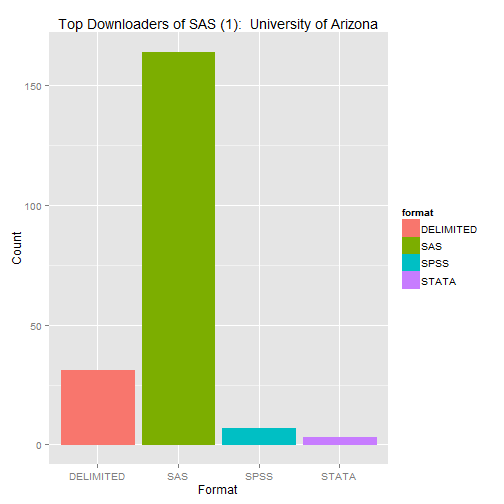 Top Downloaders of SAS (1):  University of Arizona
150
100
50
0
Count
DELIMITED
SAS
SPSS
STATA
Format
format
DELIMITED
SAS
SPSS
STATA